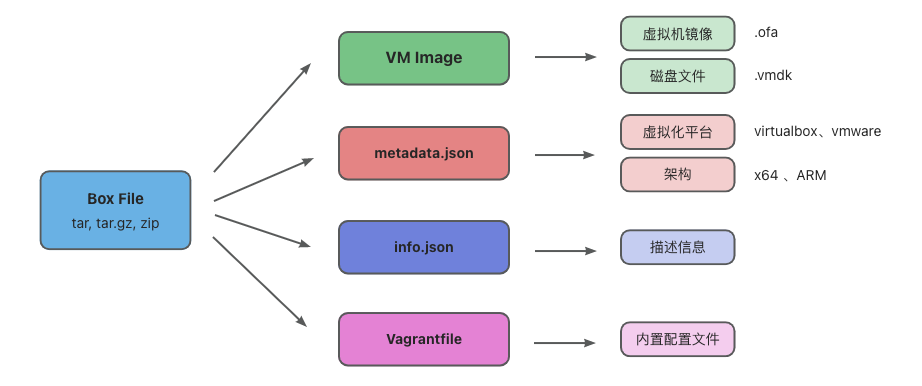 Box File
tar, tar.gz, zip
VM Image
虚拟机镜像
.ofa
磁盘文件
.vmdk
metadata.json
虚拟化平台
virtualbox、vmware
架构
x64 、ARM
info.json
描述信息
Vagrantfile
内置配置文件